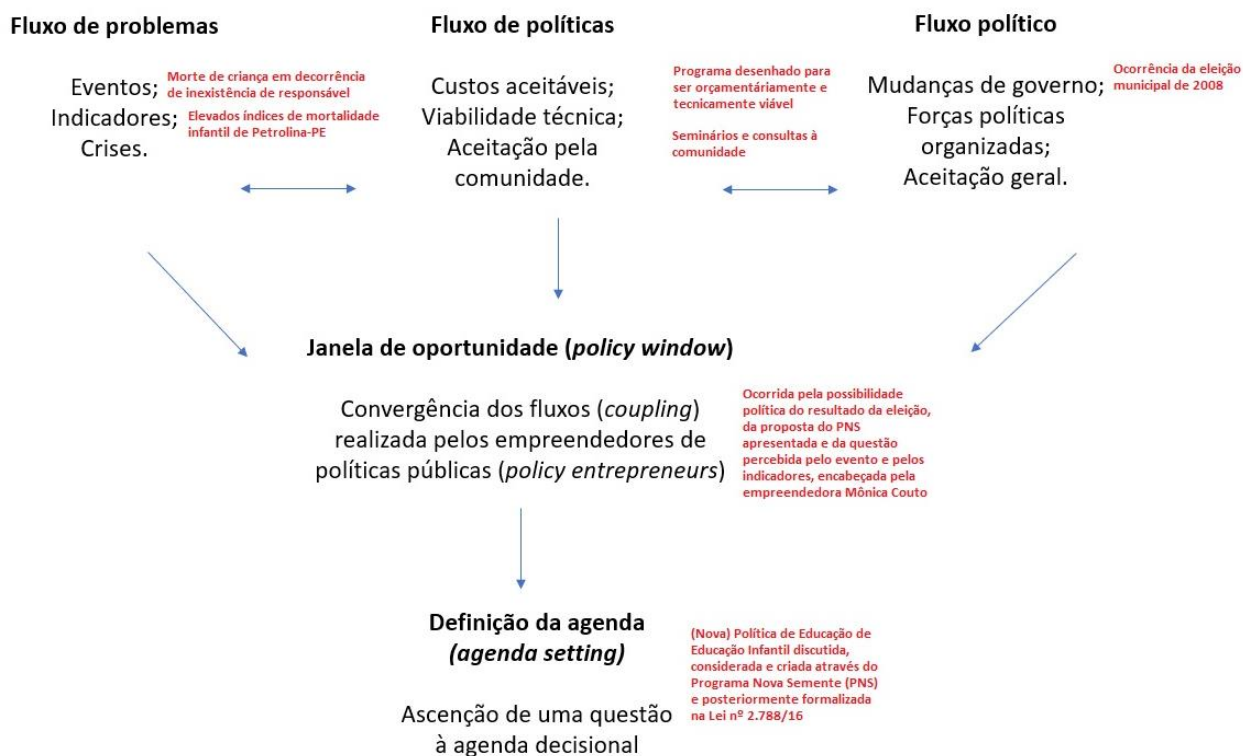 Fluxo de problemas
Eventos;
Indicadores;
Crises.
Morte de criança em decorrência
de inexistência de responsável
Elevados índices de mortalidade
infantil de Petrolina-PE
Fluxo de políticas
Custos aceitáveis;
Viabilidade técnica;
Aceitação pela
comunidade.
Programa desenhado para
ser orçamentáriamente e
tecnicamente viável
Seminários e consultas à
comunidade
Fluxo político
Mudanças de governo;
Forças políticas
organizadas;
Aceitação geral.
Ocorrência da eleição
municipal de 2008
Janela de oportunidade (policy window)
Convergência dos fluxos (coupling)
realizada pelos empreendedores de
políticas públicas (policy entrepreneurs)
Ocorrida pela possibilidade
política do resultado da eleição,
da proposta do PNS
apresentada e da questão
percebida pelo evento e pelos
indicadores, encabeçada pela
empreendedora Mônica Couto
Definição da agenda
(agenda setting)
Ascenção de uma questão
à agenda decisional
(Nova) Política de Educação de
Educação Infantil discutida,
considerada e criada através do
Programa Nova Semente (PNS)
e posteriormente formalizada
na Lei nº 2.788/16